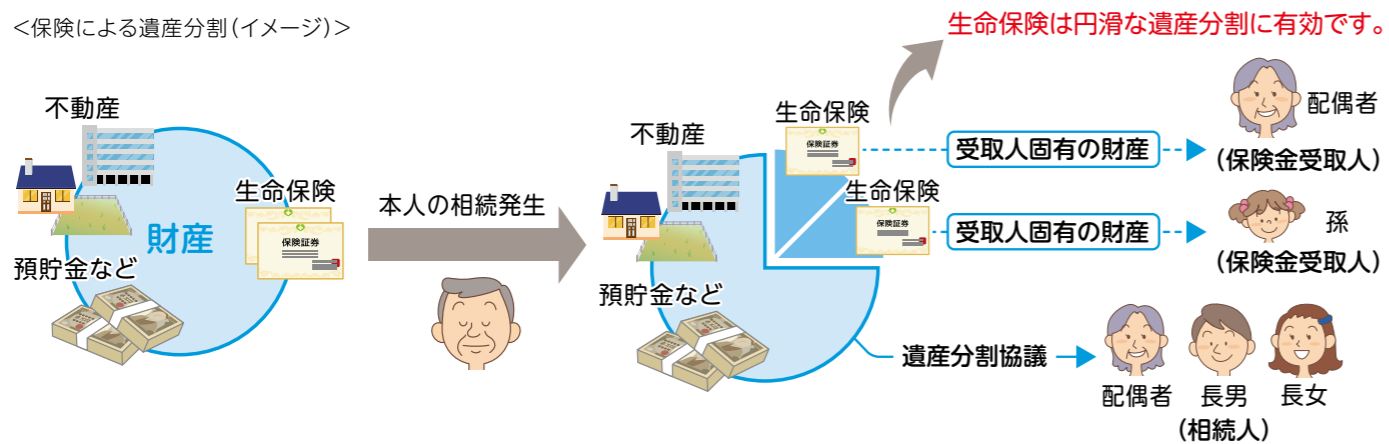 <保険による遺産分割(イメージ)>
生命保険は円滑な遺産分割に有効です。
不動産
生命保険
保険証券
財産
預貯金など
本人の相続発生
不動産
生命保険
保険証券
生命保険
保険証券
預貯金など
受取人固有の財産
配偶者
(保険金受取人)
受取人固有の財産
孫
(保険金受取人)
遺産分割協議
配偶者 長男 長女
(相続人)